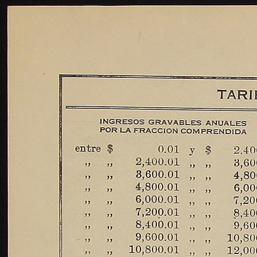 TARI
INGRESOS GRAVABLES ANUALES
POR LA FRACCION COMPRENDIDA
entre $ 0.01 y $ 2.40
„ „ 2,400.01 „ „ 3,60
„ „ 3,600.01 „ „ 4,80
„ „ 4,800.01 „ „ 6,00
„ „ 6,000.01 „ „ 7,20
„ „ 7,200.01 „ „ 8,40
„ „ 8,400.01 „ „ 9,60
„ „ 9,600.01 „ „ 10,80
„ „ 10,800.01 „ „ 12,00